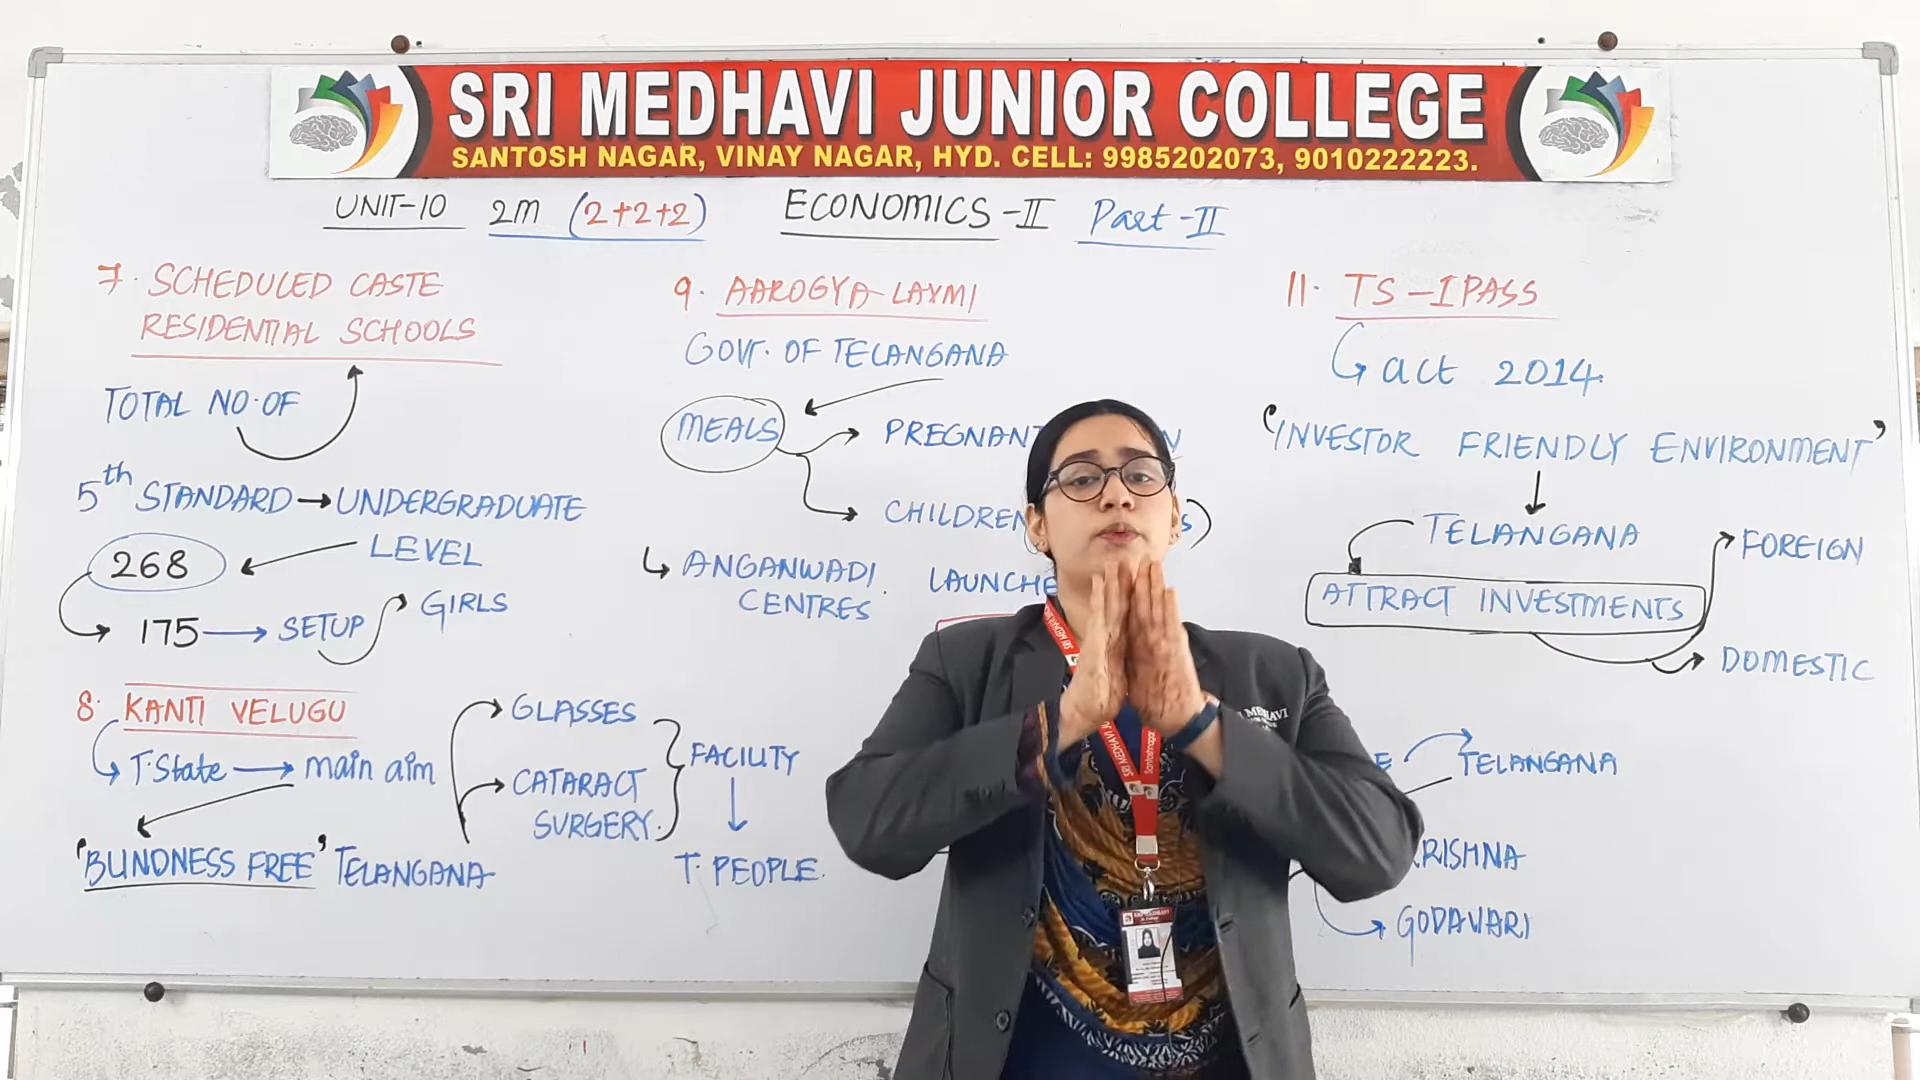 SRI MEDHAVI JUNIOR COLLEGE
SANTOSH NAGAR, VINAY NAGAR, HYD. CELL: 9985202073, 9010222223.
UNIT-10 2M (2+2+2) ECONOMICS-II Part-II
7. SCHEDULED CASTE
RESIDENTIAL SCHOOLS
TOTAL NO. OF
5th STANDARD → UNDERGRADUATE
LEVEL
268
175 → SETUP GIRLS
8. KANTI VELUGU
T. State → main aim
'BLINDNESS FREE' TELANGANA
GLASSES
CATARACT
SURGERY.
FACILITY
T. PEOPLE.
9. AAROGYA-LAXMI
GOVT. OF TELANGANA
MEALS
PREGNANT
CHILDREN
ANGANWADI
CENTRES
11. TS-IPASS
act 2014.
'INVESTOR FRIENDLY ENVIRONMENT'
TELANGANA
ATTRACT INVESTMENTS
FOREIGN
DOMESTIC
TELANGANA
KRISHNA
GODAVARI